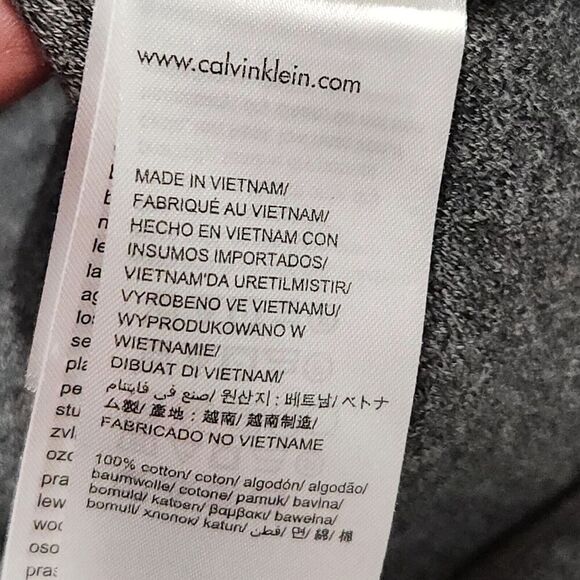 www.calvinklein.com
MADE IN VIETNAM/
FABRIQUÉ AU VIETNAM/
HECHO EN VIETNAM CON
INSUMOS IMPORTADOS/
VIETNAM'DA URETILMISTIR/
VYROBENO VE VIETNAMU/
WYPRODUKOWANO W
WIETNAMIE/
DIBUAT DI VIETNAM/
صنع في فايتنام/ 원산지 : 베트남/ ベトナ
ム製/ 產地 : 越南/ 越南制造/
FABRICADO NO VIETNAME
100% cotton/ coton/ algodón/ algodão/
baumwolle/ cotone/ pamuk/ bavlna/
bomuld/ katoen/ βαμβακι/ bawełna/
bomull/ хлопок/ katun/ قطن/ 면/ 綿/ 棉